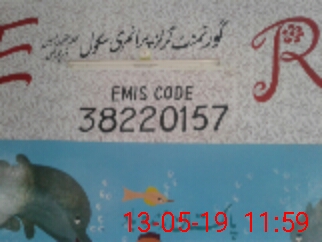 گورنمنٹ گرلز پرائمری سکول
E R
EMIS CODE
38220157
13-05-19 11:59